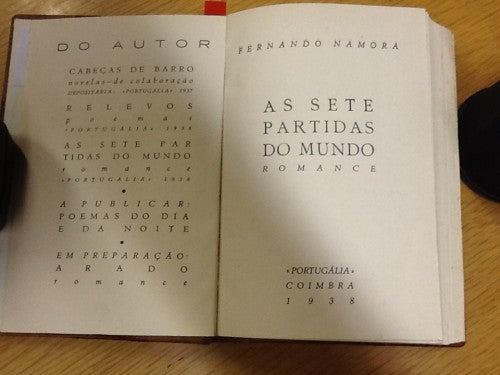 DO AUTOR
CABEÇAS DE BARRO
novelas-de colaboração
DEPOSITÁRIA: «PORTUGÁLIA» 1937
RELEVOS
poemas
«PORTUGÁLIA» 1938
AS SETE PAR
TIDAS DO MUNDO
romance
«PORTUGÁLIA» 1938
•
A PUBLICAR:
POEMAS DO DIA
E DA NOITE
•
EM PREPARAÇÃO:
ARADO
romance
FERNANDO NAMORA
AS SETE
PARTIDAS
DO MUNDO
ROMANCE
«PORTUGÁLIA»
COIMBRA
1938